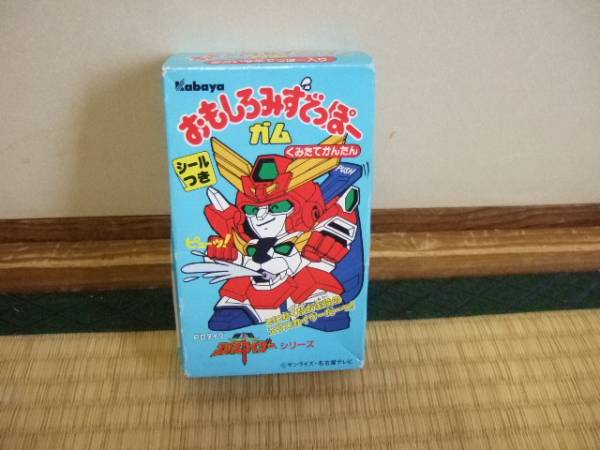 Kabaya
おもしろみずでっぽー
ガム
くみたてかんたん
シール
つき
PUSH
ピューッ!
シリーズ
©サンライズ・名古屋テレビ